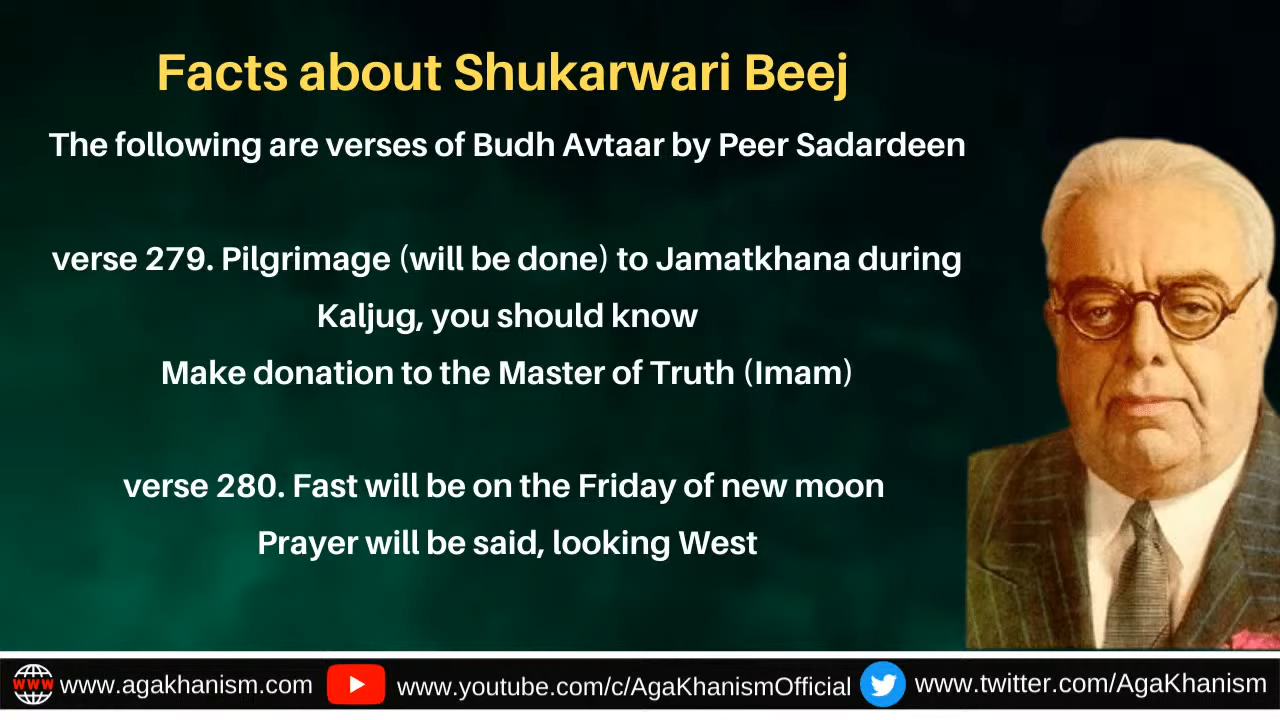 Facts about Shukarwari Beej
The following are verses of Budh Avtaar by Peer Sadardeen
verse 279. Pilgrimage (will be done) to Jamatkhana during
Kaljug, you should know
Make donation to the Master of Truth (Imam)
verse 280. Fast will be on the Friday of new moon
Prayer will be said, looking West
WWW www.agakhanism.com www.youtube.com/c/AgaKhanismOfficial www.twitter.com/AgaKhanism